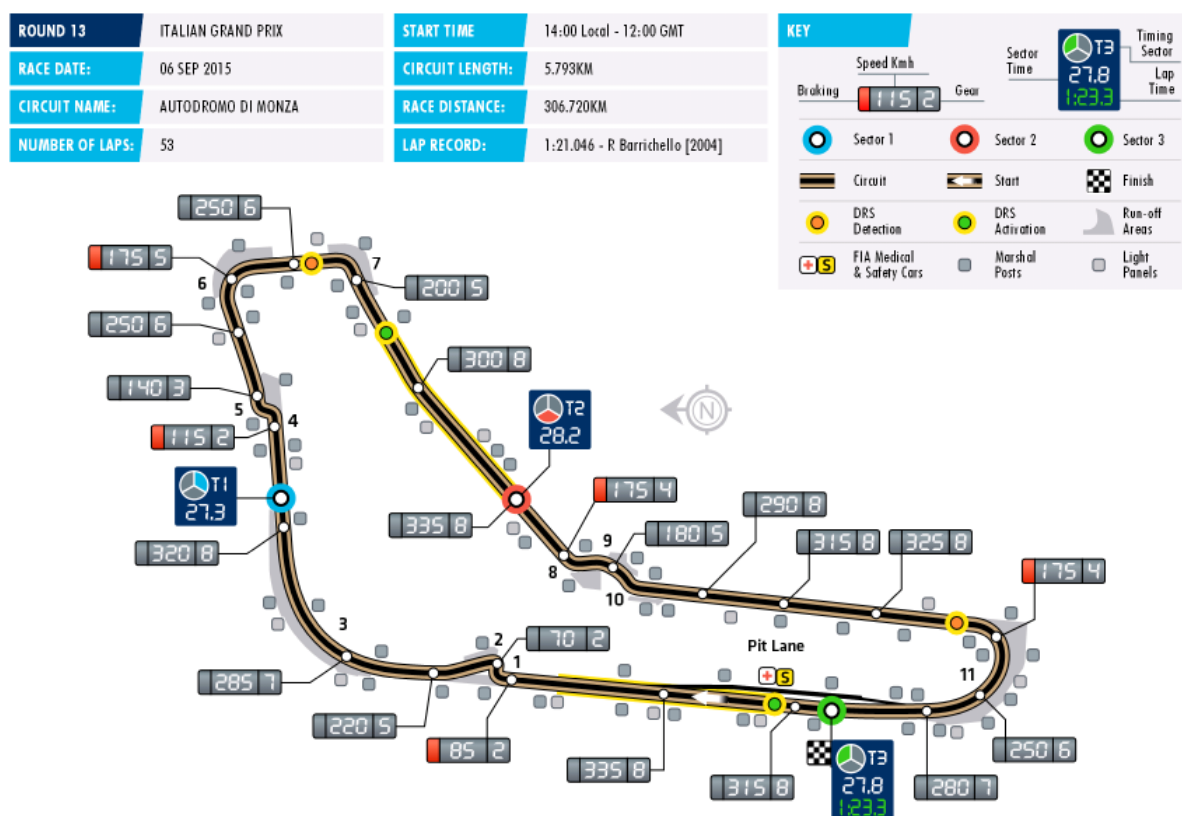 ROUND 13 ITALIAN GRAND PRIX
RACE DATE: 06 SEP 2015
CIRCUIT NAME: AUTODROMO DI MONZA
NUMBER OF LAPS: 53
START TIME 14:00 Local - 12:00 GMT
CIRCUIT LENGTH: 5.793KM
RACE DISTANCE: 306.720KM
LAP RECORD: 1:21.046 - R Barrichello [2004]
KEY
Speed Kmh
Braking
115 2
Gear
Sector
Time
T3
27.8
1:23.3
Timing
Sector
Lap
Time
Sector 1
Sector 2
Sector 3
Circuit
Start
Finish
DRS
Detection
DRS
Activation
Run-off
Areas
+ S
FIA Medical
& Safety Cars
Marshal
Posts
Light
Panels
250 6
175 5
6
7
200 5
250 6
300 8
140 3
5
4
115 2
T2
28.2
N
T1
27.3
320 8
335 8
175 4
8
9
180 5
10
290 8
315 8
325 8
175 4
3
2
70 2
1
Pit Lane
+ S
11
285 7
220 5
85 2
335 8
315 8
T3
27.8
1:23.3
280 7
250 6